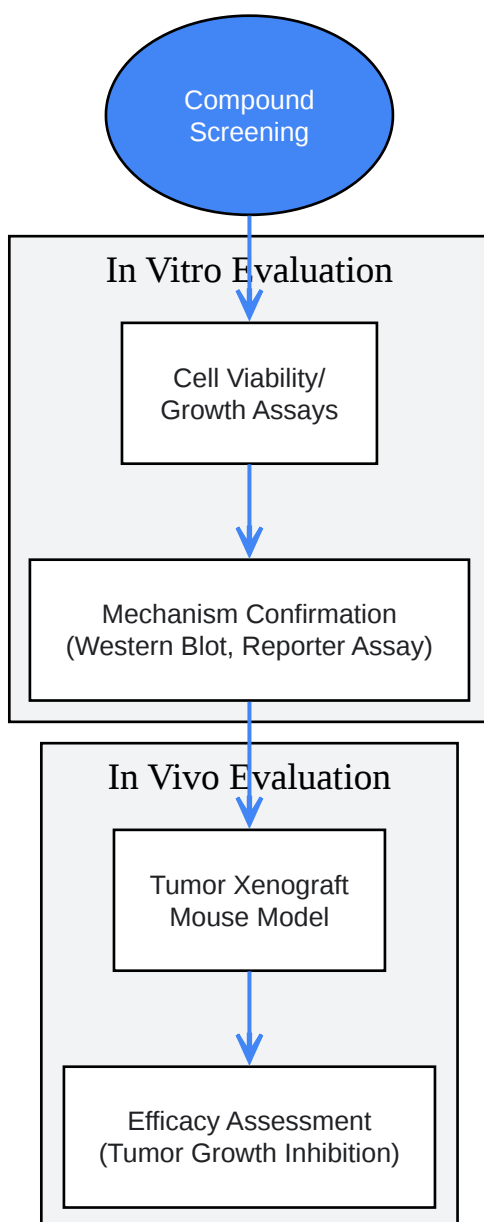 Compound
Screening
In Vitro Evaluation
Cell Viability/
Growth Assays
Mechanism Confirmation
(Western Blot, Reporter Assay)
In Vivo Evaluation
Tumor Xenograft
Mouse Model
Efficacy Assessment
(Tumor Growth Inhibition)